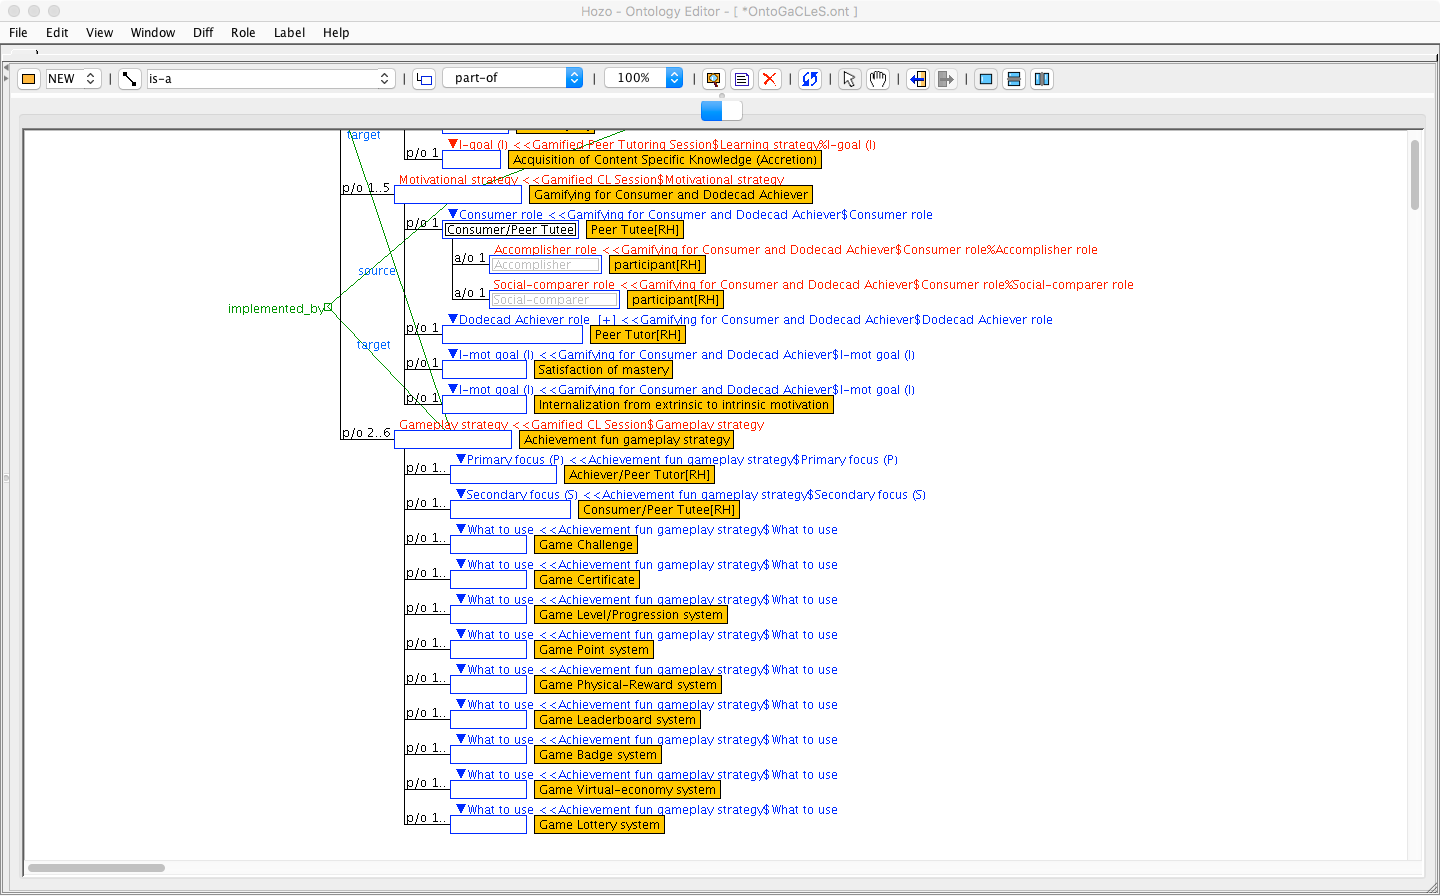 Hozo - Ontology Editor - [ *OntoGaCLeS.ont ]
File Edit View Window Diff Role Label Help
NEW is-a part-of 100%
target
▼I-goal (I) <<Gamified Peer Tutoring Session$Learning strategy%I-goal (I)
p/o 1 Acquisition of Content Specific Knowledge (Accretion)
Motivational strategy <<Gamified CL Session$Motivational strategy
p/o 1..5 Gamifying for Consumer and Dodecad Achiever
▼Consumer role <<Gamifying for Consumer and Dodecad Achiever$Consumer role
p/o 1 Consumer/Peer Tutee Peer Tutee[RH]
Accomplisher role <<Gamifying for Consumer and Dodecad Achiever$Consumer role%Accomplisher role
a/o 1 Accomplisher participant[RH]
source
Social-comparer role <<Gamifying for Consumer and Dodecad Achiever$Consumer role%Social-comparer role
a/o 1 Social-comparer participant[RH]
implemented_by
▼Dodecad Achiever role [+] <<Gamifying for Consumer and Dodecad Achiever$Dodecad Achiever role
p/o 1 Peer Tutor[RH]
target
▼I-mot goal (I) <<Gamifying for Consumer and Dodecad Achiever$I-mot goal (I)
p/o 1 Satisfaction of mastery
▼I-mot goal (I) <<Gamifying for Consumer and Dodecad Achiever$I-mot goal (I)
p/o 1 Internalization from extrinsic to intrinsic motivation
Gameplay strategy <<Gamified CL Session$Gameplay strategy
p/o 2..6 Achievement fun gameplay strategy
▼Primary focus (P) <<Achievement fun gameplay strategy$Primary focus (P)
p/o 1.. Achiever/Peer Tutor[RH]
▼Secondary focus (S) <<Achievement fun gameplay strategy$Secondary focus (S)
p/o 1.. Consumer/Peer Tutee[RH]
▼What to use <<Achievement fun gameplay strategy$What to use
p/o 1.. Game Challenge
▼What to use <<Achievement fun gameplay strategy$What to use
p/o 1.. Game Certificate
▼What to use <<Achievement fun gameplay strategy$What to use
p/o 1.. Game Level/Progression system
▼What to use <<Achievement fun gameplay strategy$What to use
p/o 1.. Game Point system
▼What to use <<Achievement fun gameplay strategy$What to use
p/o 1.. Game Physical-Reward system
▼What to use <<Achievement fun gameplay strategy$What to use
p/o 1.. Game Leaderboard system
▼What to use <<Achievement fun gameplay strategy$What to use
p/o 1.. Game Badge system
▼What to use <<Achievement fun gameplay strategy$What to use
p/o 1.. Game Virtual-economy system
▼What to use <<Achievement fun gameplay strategy$What to use
p/o 1.. Game Lottery system